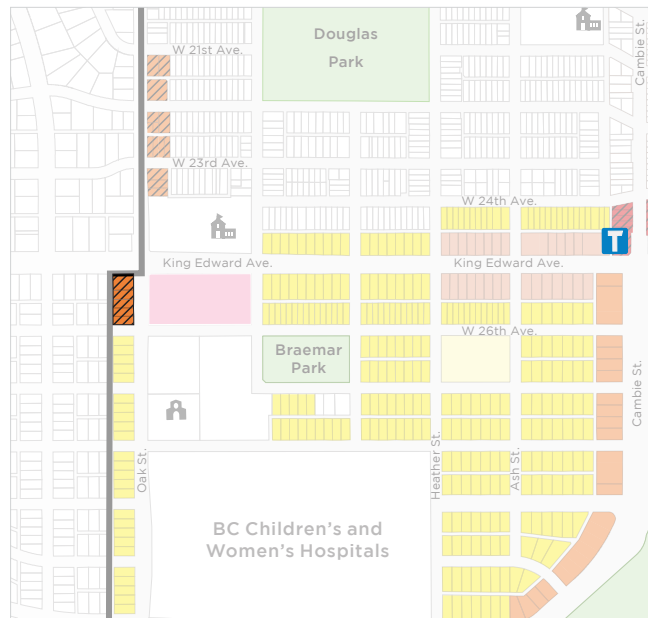 Douglas
Park
Cambie St.
W 21st Ave.
W 23rd Ave.
W 24th Ave.
T
King Edward Ave.
King Edward Ave.
W 26th Ave.
Braemar
Park
Cambie St.
Oak St.
Heather St.
Ash St.
BC Children's and
Women's Hospitals